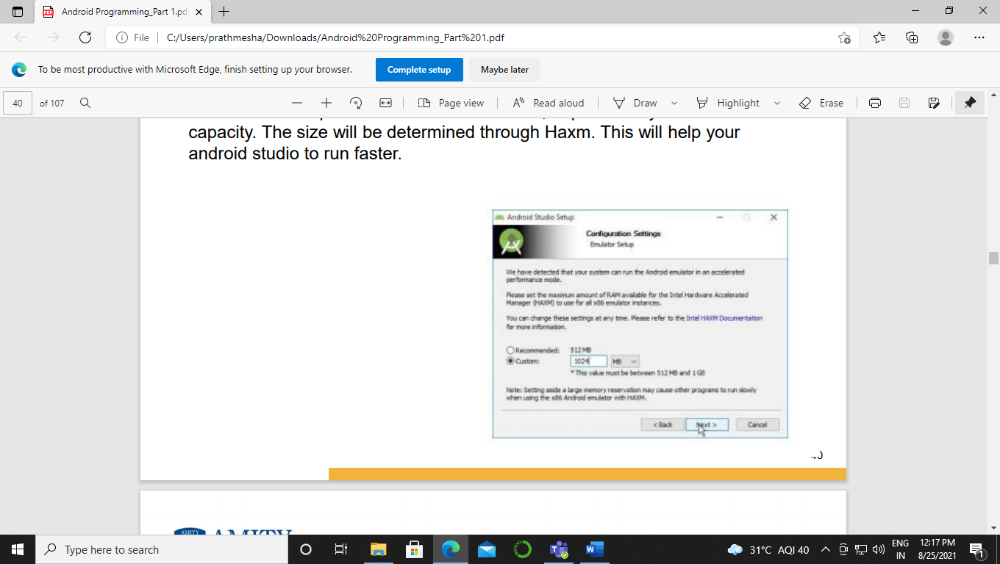 Android Programming_Part 1.pd
File
C:/Users/prathmesha/Downloads/Android%20Programming_Part%201.pdf
To be most productive with Microsoft Edge, finish setting up your browser.
Complete setup
Maybe later
40 of 107
Page view
Read aloud
Draw
Highlight
Erase
capacity. The size will be determined through Haxm. This will help your
android studio to run faster.
Android Studio Setup
Configuration Settings
Emulator Setup
We have detected that your system can run the Android emulator in an accelerated
performance mode.
Please set the maximum amount of RAM available for the Intel Hardware Accelerated
Manager (HAXM) to use for all x86 emulator instances.
You can change these settings at any time. Please refer to the Intel HAXM Documentation
for more information.
Recommended: 512 MB
Custom: 1024 MB
* This value must be between 512 MB and 1 GB
Note: Setting aside a large memory reservation may cause other programs to run slowly
when using the x86 Android emulator with HAXM.
< Back
Next >
Cancel
AMITY
AMITY
Type here to search
31°C AQI 40
ENG
IN
12:17 PM
8/25/2021
1